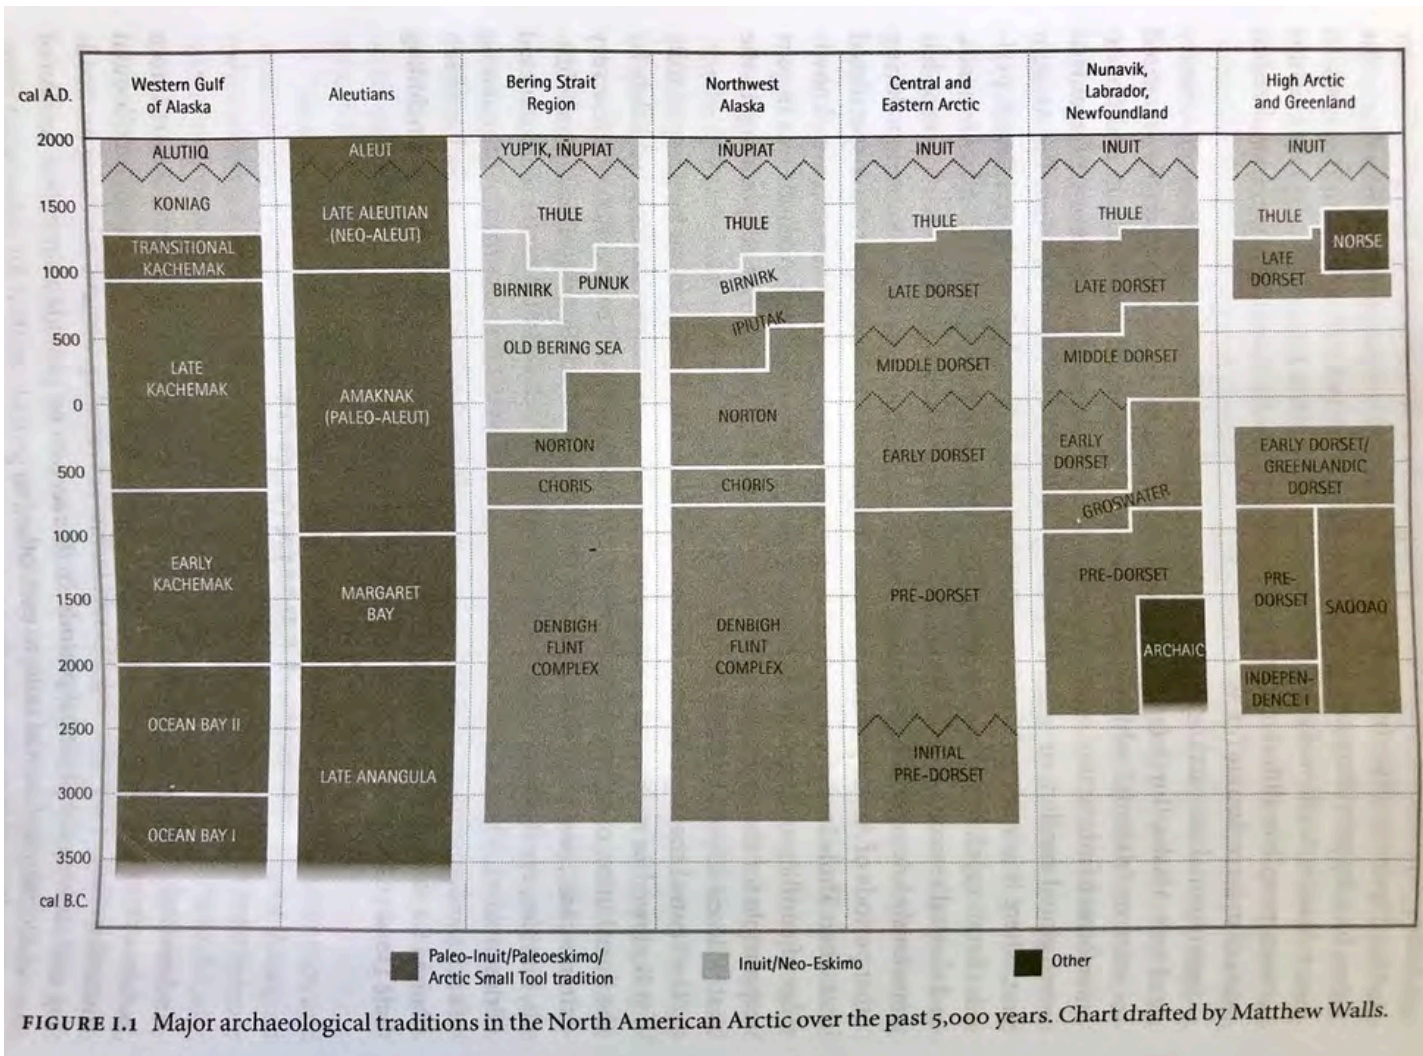 cal A.D.
Western Gulf
of Alaska
Aleutians
Bering Strait
Region
Northwest
Alaska
Central and
Eastern Arctic
Nunavik,
Labrador,
Newfoundland
High Arctic
and Greenland
2000
1500
1000
500
0
500
1000
1500
2000
2500
3000
3500
cal B.C.
ALUTIIQ
KONIAG
TRANSITIONAL
KACHEMAK
LATE
KACHEMAK
EARLY
KACHEMAK
OCEAN BAY II
OCEAN BAY I
ALEUT
LATE ALEUTIAN
(NEO-ALEUT)
AMAKNAK
(PALEO-ALEUT)
MARGARET
BAY
LATE ANANGULA
YUP'IK, IÑUPIAT
THULE
BIRNIRK
PUNUK
OLD BERING SEA
NORTON
CHORIS
DENBIGH
FLINT
COMPLEX
IÑUPIAT
THULE
BIRNIRK
IPIUTAK
NORTON
CHORIS
DENBIGH
FLINT
COMPLEX
INUIT
THULE
LATE DORSET
MIDDLE DORSET
EARLY DORSET
PRE-DORSET
INITIAL
PRE-DORSET
INUIT
THULE
LATE DORSET
MIDDLE DORSET
EARLY
DORSET
GROSWATER
PRE-DORSET
ARCHAIC
INUIT
THULE
NORSE
LATE
DORSET
EARLY DORSET/
GREENLANDIC
DORSET
PRE-
DORSET
SAQQAQ
INDEPEN-
DENCE I
Paleo-Inuit/Paleoeskimo/
Arctic Small Tool tradition
Inuit/Neo-Eskimo
Other
FIGURE 1.1 Major archaeological traditions in the North American Arctic over the past 5,000 years. Chart drafted by Matthew Walls.